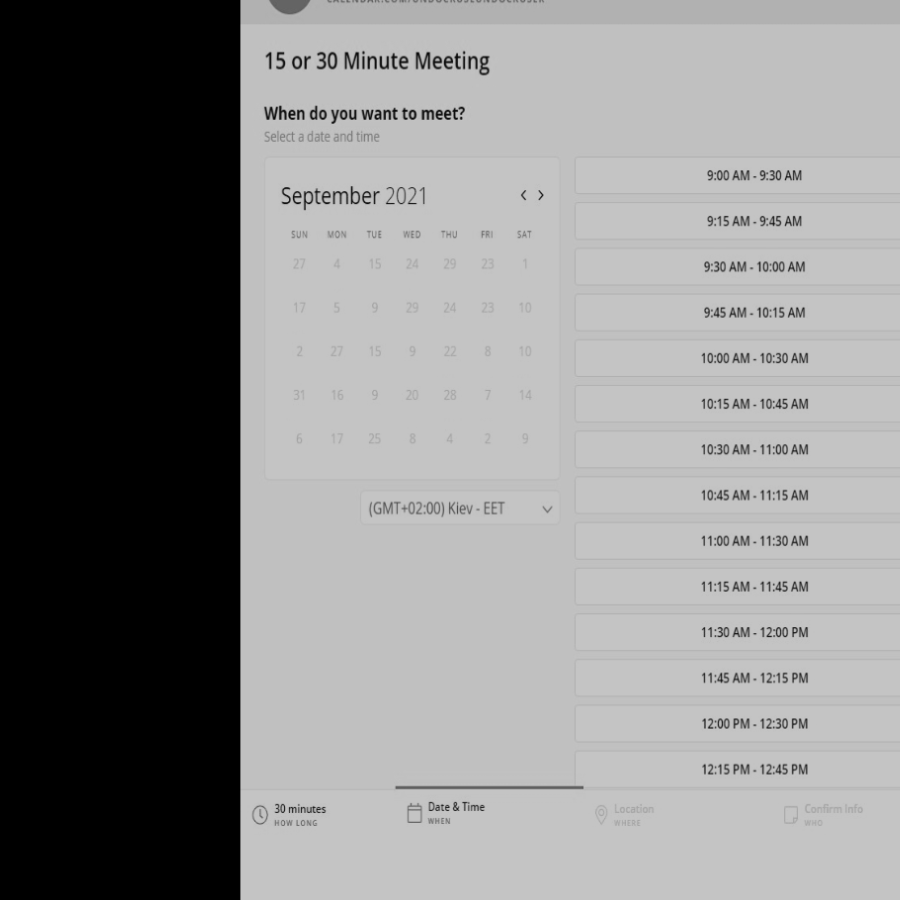 15 or 30 Minute Meeting
When do you want to meet?
Select a date and time
September 2021
SUN MON TUE WED THU FRI SAT
27 4 15 24 29 23 1
17 5 9 29 24 23 10
2 27 15 9 22 8 10
31 16 9 20 28 7 14
6 17 25 8 4 2 9
(GMT+02:00) Kiev - EET
9:00 AM - 9:30 AM
9:15 AM - 9:45 AM
9:30 AM - 10:00 AM
9:45 AM - 10:15 AM
10:00 AM - 10:30 AM
10:15 AM - 10:45 AM
10:30 AM - 11:00 AM
10:45 AM - 11:15 AM
11:00 AM - 11:30 AM
11:15 AM - 11:45 AM
11:30 AM - 12:00 PM
11:45 AM - 12:15 PM
12:00 PM - 12:30 PM
12:15 PM - 12:45 PM
30 minutes
HOW LONG
Date & Time
WHEN
Location
WHERE
Confirm Info
WHO